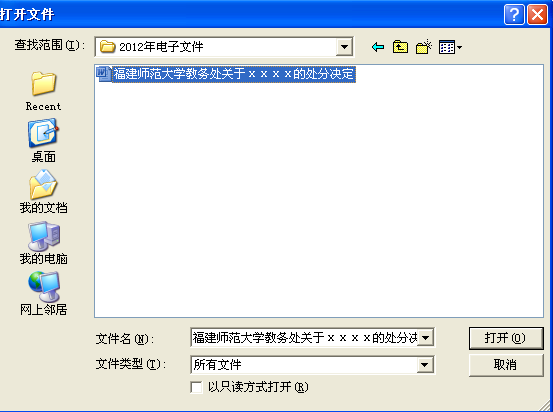 打开文件
查找范围(I):
2012年电子文件
福建师范大学教务处关于ｘｘｘｘ的处分决定
Recent
桌面
我的文档
我的电脑
网上邻居
文件名(N):
福建师范大学教务处关于ｘｘｘｘ的处分决
打开(O)
文件类型(T):
所有文件
取消
以只读方式打开(R)